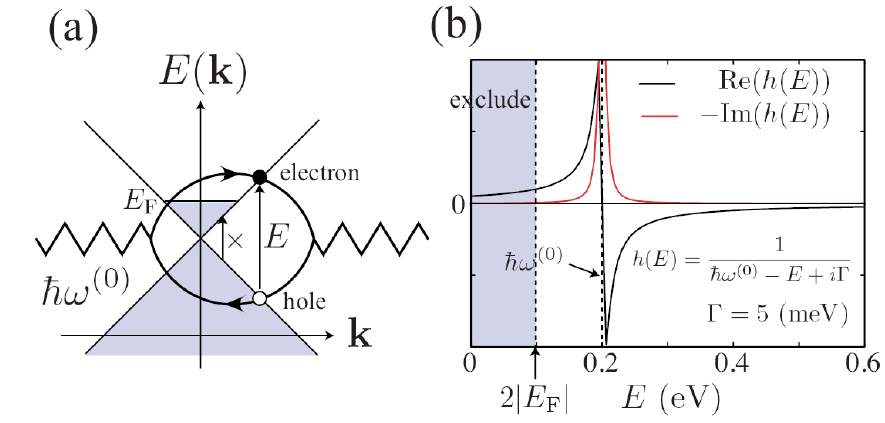 (a)
E(𝐤)
electron
E_F
×
E
ħω^(0)
hole
𝐤
(b)
exclude
Re(h(E))
−Im(h(E))
0
ħω^(0)
h(E) = 1 / (ħω^(0) − E + iΓ)
Γ = 5 (meV)
0 0.2 0.4 0.6
2|E_F| E (eV)